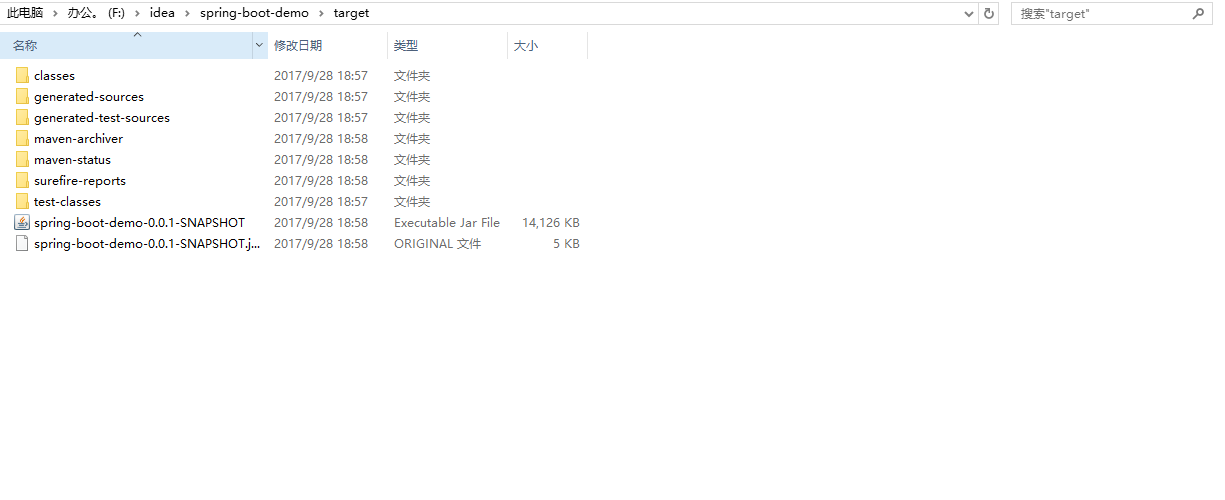 此电脑 › 办公。 (F:) › idea › spring-boot-demo › target 搜索"target"
名称 修改日期 类型 大小
classes 2017/9/28 18:57 文件夹
generated-sources 2017/9/28 18:57 文件夹
generated-test-sources 2017/9/28 18:57 文件夹
maven-archiver 2017/9/28 18:58 文件夹
maven-status 2017/9/28 18:58 文件夹
surefire-reports 2017/9/28 18:58 文件夹
test-classes 2017/9/28 18:57 文件夹
spring-boot-demo-0.0.1-SNAPSHOT 2017/9/28 18:58 Executable Jar File 14,126 KB
spring-boot-demo-0.0.1-SNAPSHOT.j... 2017/9/28 18:58 ORIGINAL 文件 5 KB